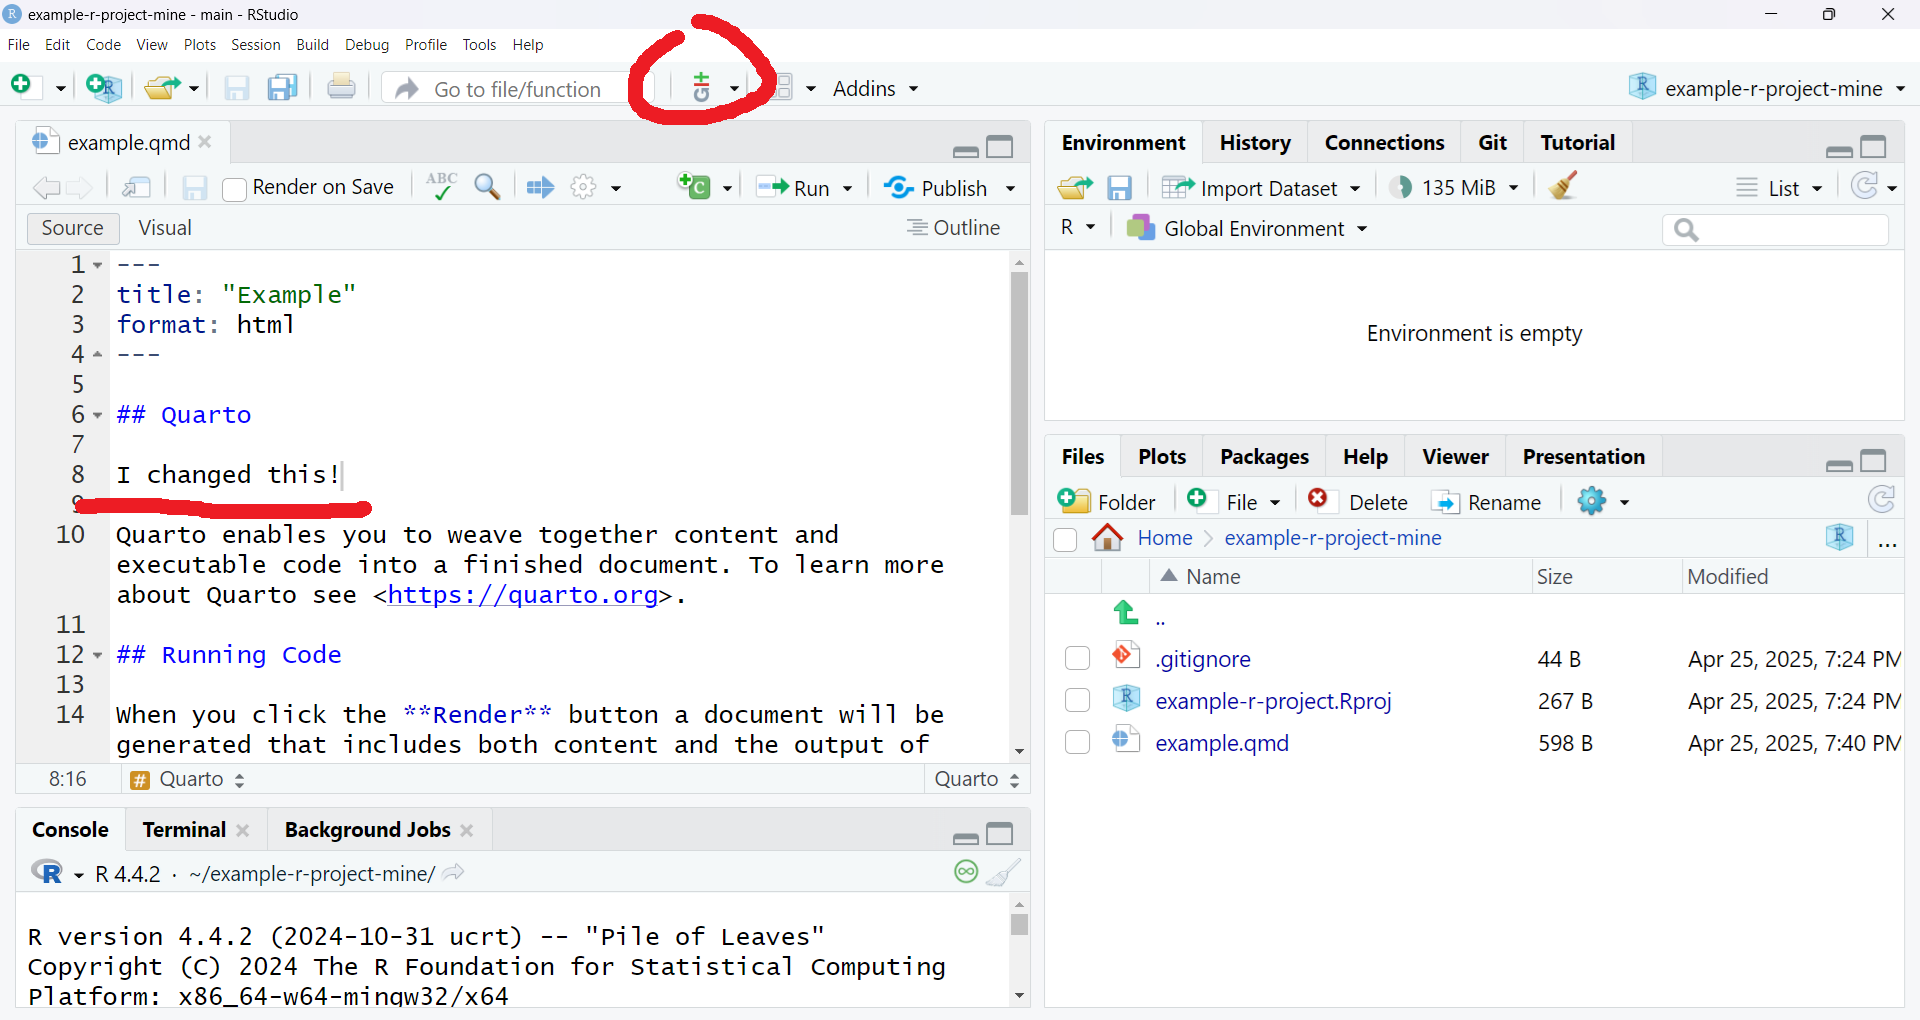 example-r-project-mine - main - RStudio
File Edit Code View Plots Session Build Debug Profile Tools Help
Go to file/function
Git
Addins
example-r-project-mine
example.qmd
Render on Save
ABC
Run
Publish
Source
Visual
Outline
1 ---
2 title: "Example"
3 format: html
4 ---
5
6 ## Quarto
7
8 I changed this!
9
10 Quarto enables you to weave together content and
executable code into a finished document. To learn more
about Quarto see <https://quarto.org>.
11
12 ## Running Code
13
14 When you click the **Render** button a document will be
generated that includes both content and the output of
8:16
# Quarto
Quarto
Console Terminal Background Jobs
R 4.4.2 · ~/example-r-project-mine/
R version 4.4.2 (2024-10-31 ucrt) -- "Pile of Leaves"
Copyright (C) 2024 The R Foundation for Statistical Computing
Platform: x86_64-w64-mingw32/x64
Environment History Connections Git Tutorial
Import Dataset 135 MiB List
R Global Environment
Environment is empty
Files Plots Packages Help Viewer Presentation
Folder File Delete Rename
Home example-r-project-mine ...
Name Size Modified
..
.gitignore 44 B Apr 25, 2025, 7:24 PM
example-r-project.Rproj 267 B Apr 25, 2025, 7:24 PM
example.qmd 598 B Apr 25, 2025, 7:40 PM